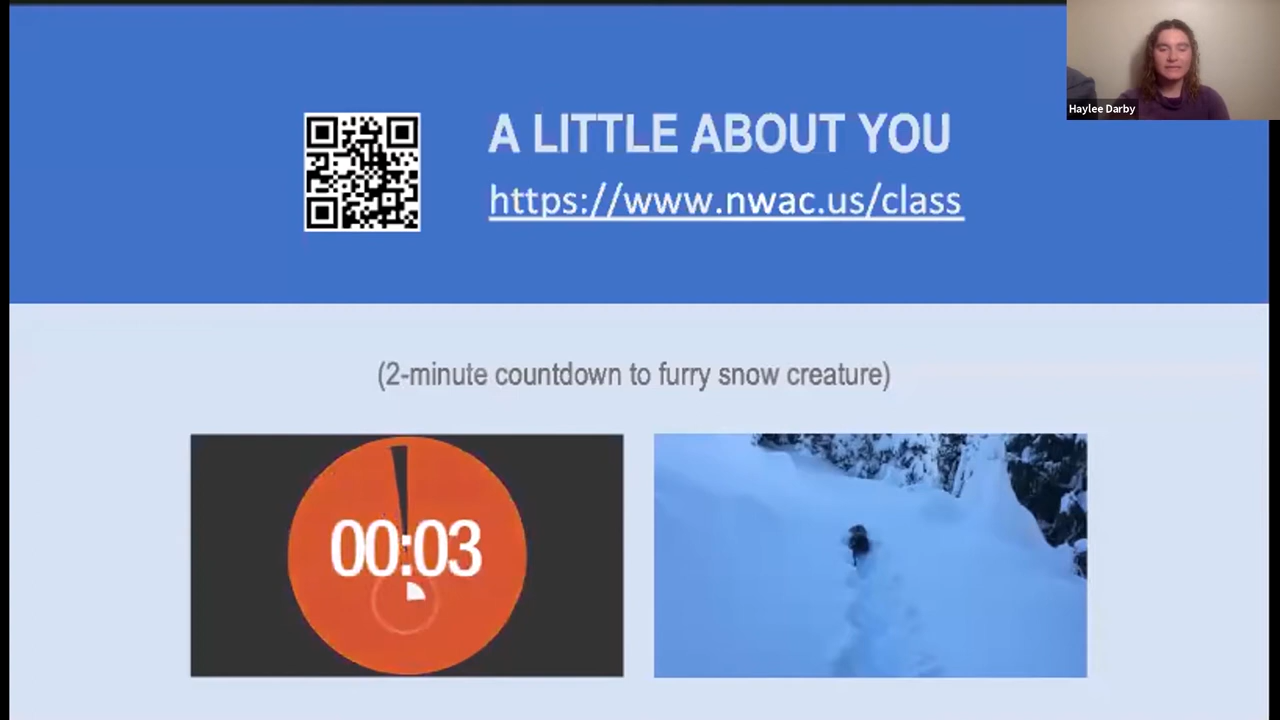 A LITTLE ABOUT YOU
https://www.nwac.us/class
Haylee Darby
(2-minute countdown to furry snow creature)
00:03